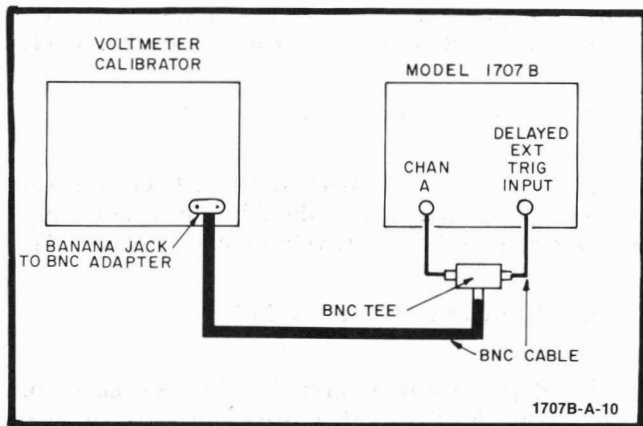 VOLTMETER
CALIBRATOR
MODEL 1707B
CHAN
A
DELAYED
EXT
TRIG
INPUT
BANANA JACK
TO BNC ADAPTER
BNC TEE
BNC CABLE
1707B-A-10